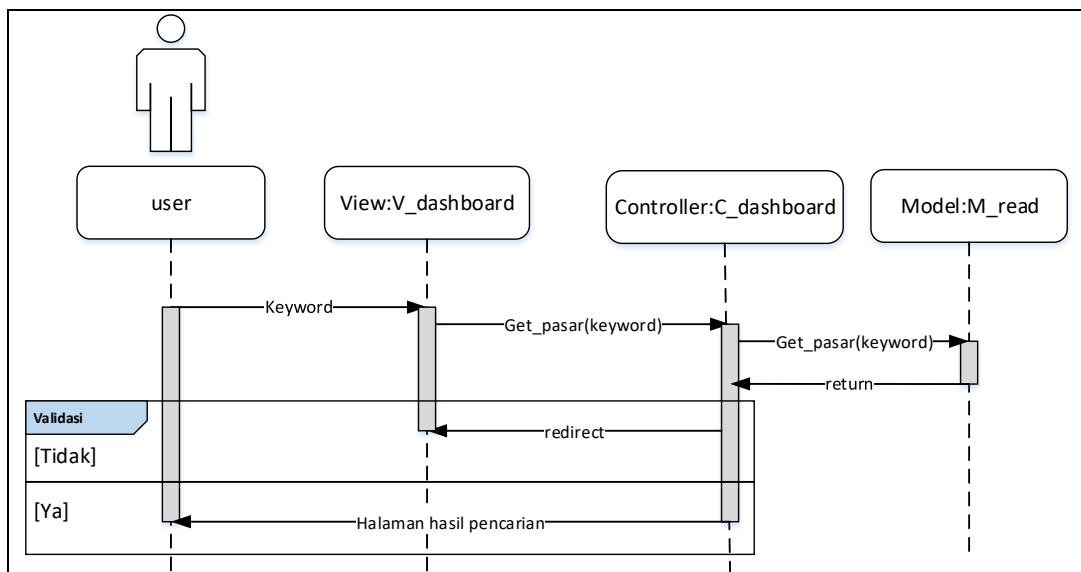 user
View:V_dashboard
Controller:C_dashboard
Model:M_read
Keyword
Get_pasar(keyword)
Get_pasar(keyword)
return
Validasi
redirect
[Tidak]
[Ya]
Halaman hasil pencarian